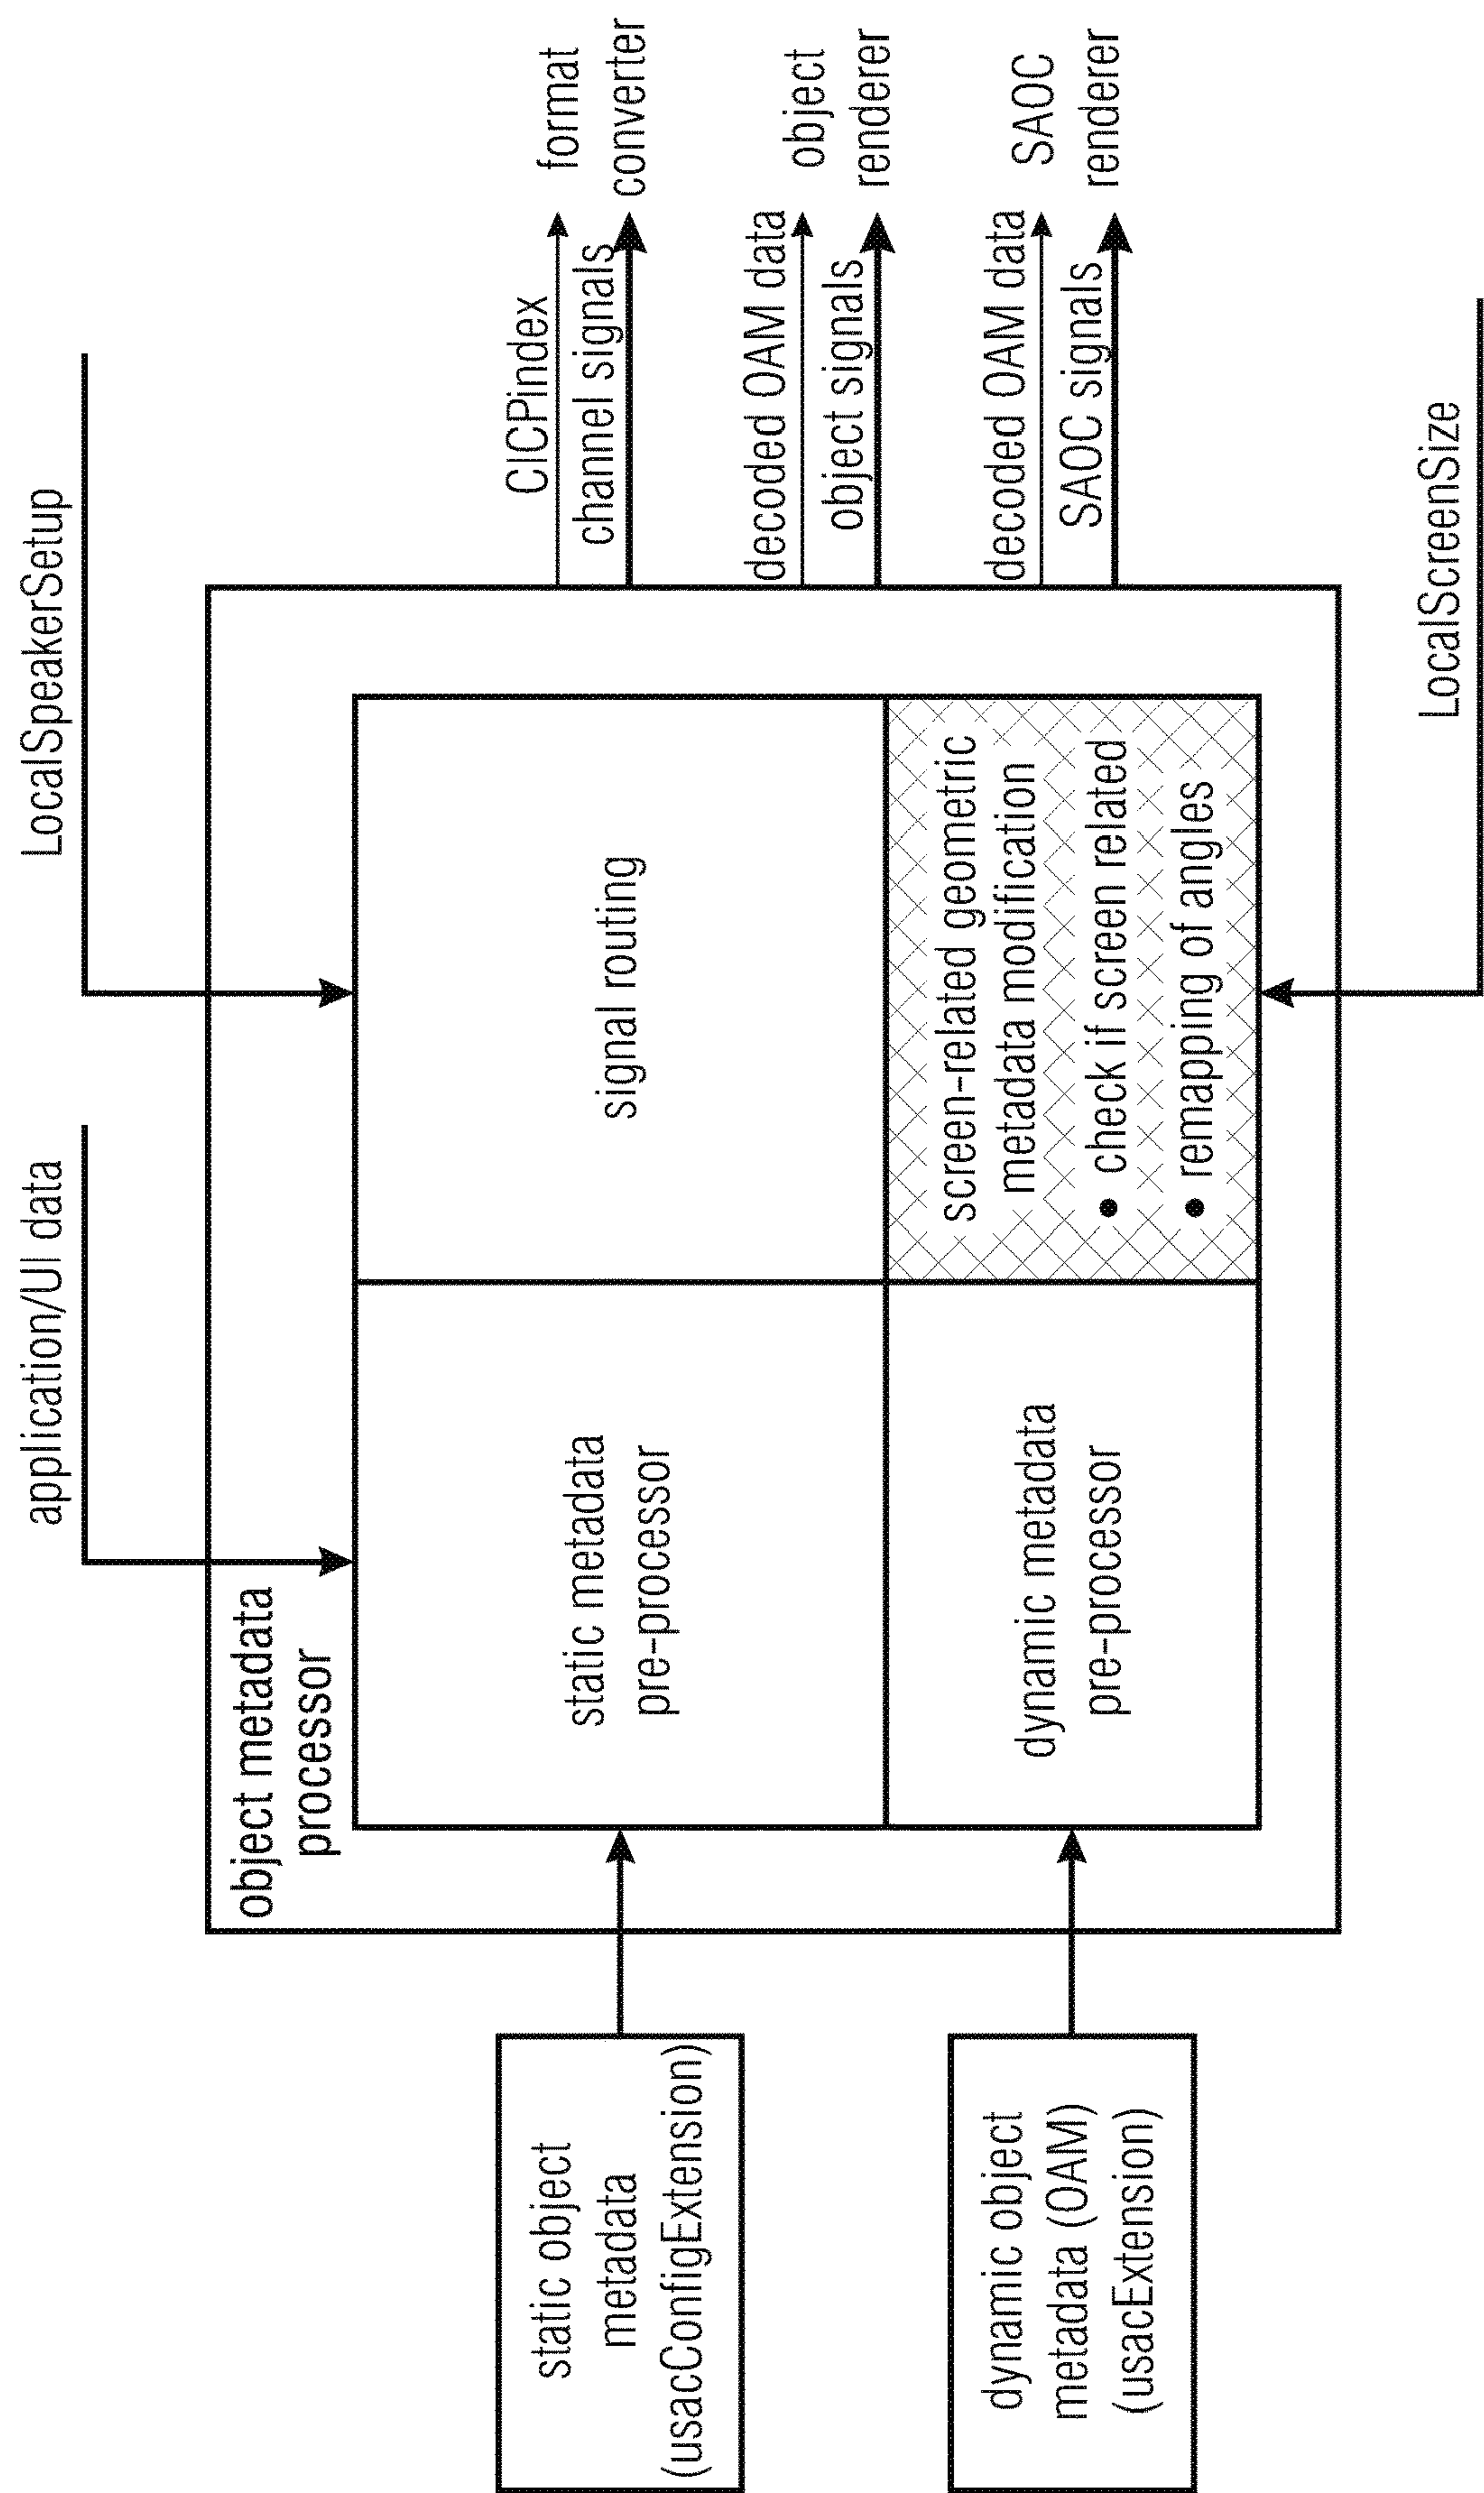 application/UI data
LocalSpeakerSetup
object metadata
processor
static object
metadata
(usacConfigExtension)
static metadata
pre-processor
signal routing
CICPindex
channel signals
format
converter
decoded OAM data
object signals
object
renderer
dynamic object
metadata (OAM)
(usacExtension)
dynamic metadata
pre-processor
screen-related geometric
metadata modification
● check if screen related
● remapping of angles
decoded OAM data
SAOC signals
SAOC
renderer
LocalScreenSize